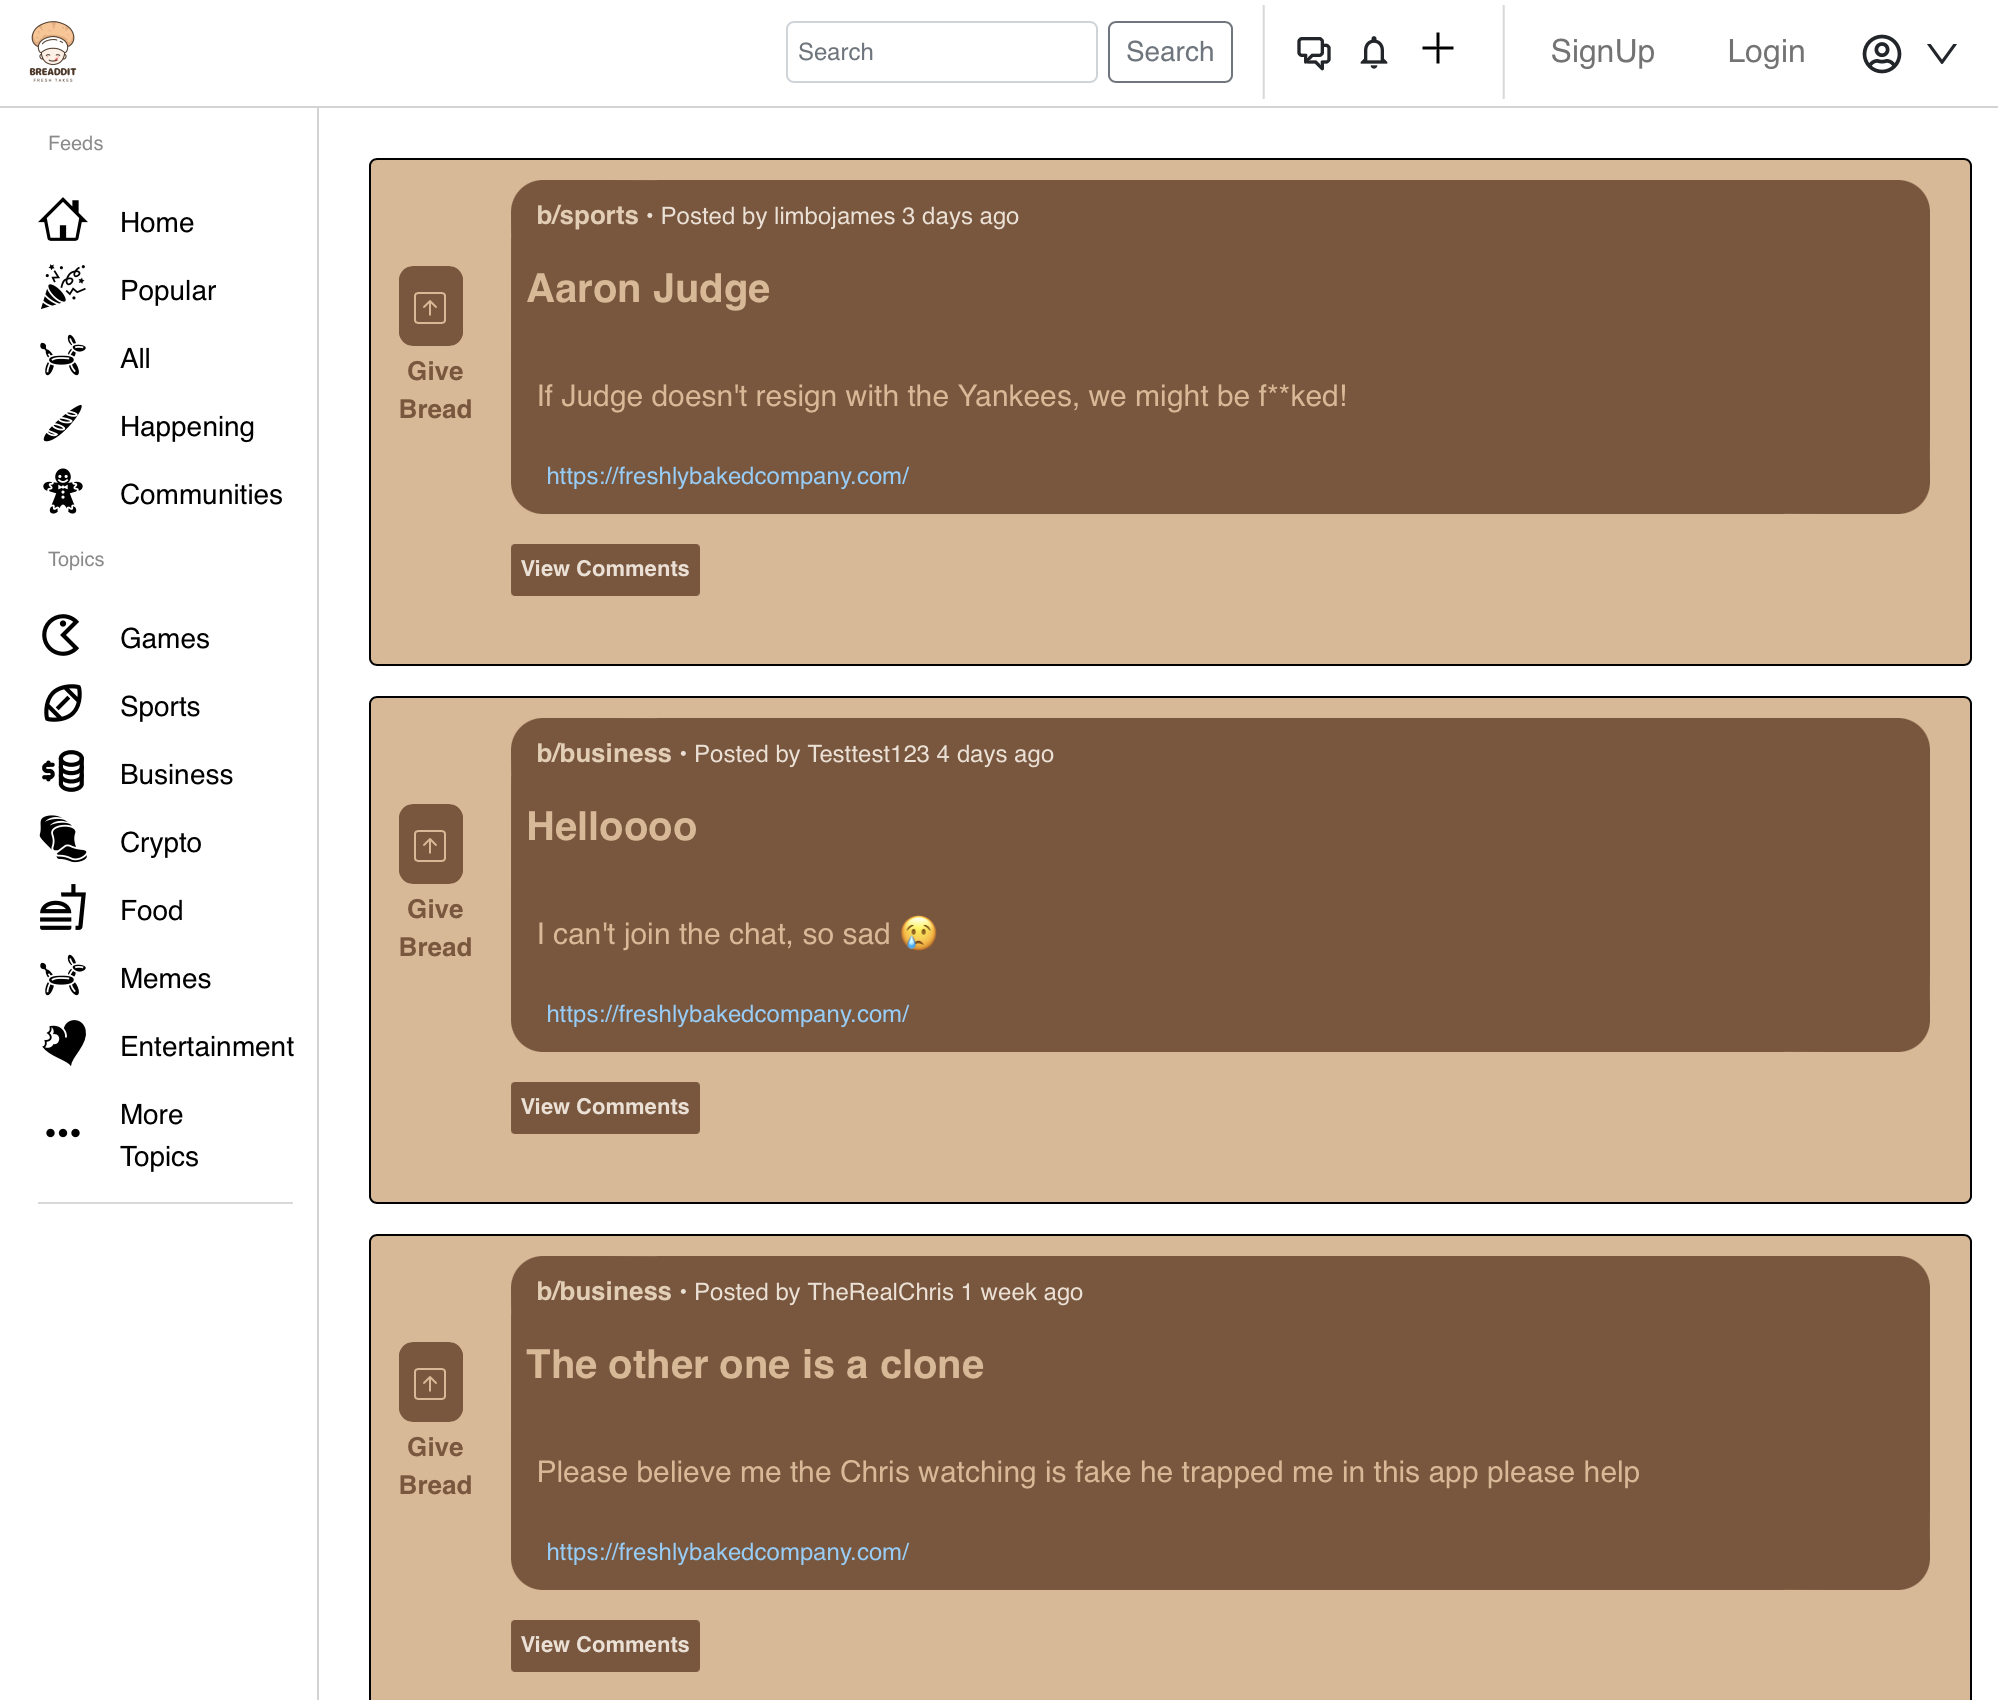 BREADDIT
FRESH TAKES
Search
Search
SignUp
Login
Feeds
Home
Popular
All
Happening
Communities
Topics
Games
Sports
Business
Crypto
Food
Memes
Entertainment
More
Topics
b/sports • Posted by limbojames 3 days ago
Aaron Judge
Give
Bread
If Judge doesn't resign with the Yankees, we might be f**ked!
https://freshlybakedcompany.com/
View Comments
b/business • Posted by Testtest123 4 days ago
Helloooo
Give
Bread
I can't join the chat, so sad 😢
https://freshlybakedcompany.com/
View Comments
b/business • Posted by TheRealChris 1 week ago
The other one is a clone
Give
Bread
Please believe me the Chris watching is fake he trapped me in this app please help
https://freshlybakedcompany.com/
View Comments